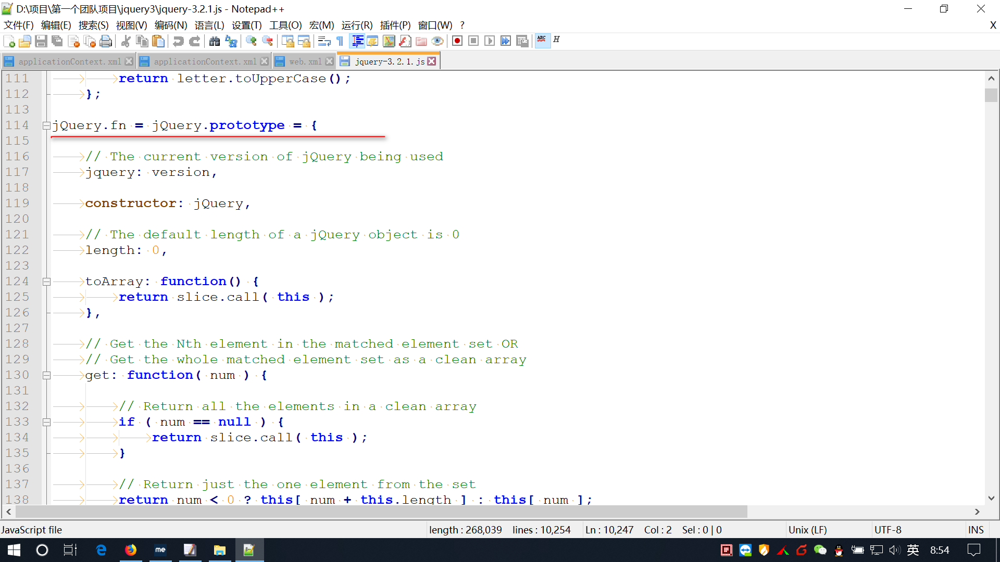 D:\项目\第一个团队项目\jquery3\jquery-3.2.1.js - Notepad++
文件(F) 编辑(E) 搜索(S) 视图(V) 编码(N) 语言(L) 设置(T) 工具(O) 宏(M) 运行(R) 插件(P) 窗口(W) ? X
ABC H
applicationContext.xml applicationContext.xml web.xml jquery-3.2.1.js
111 return letter.toUpperCase();
112 };
113
114 jQuery.fn = jQuery.prototype = {
115
116 // The current version of jQuery being used
117 jquery: version,
118
119 constructor: jQuery,
120
121 // The default length of a jQuery object is 0
122 length: 0,
123
124 toArray: function() {
125 return slice.call( this );
126 },
127
128 // Get the Nth element in the matched element set OR
129 // Get the whole matched element set as a clean array
130 get: function( num ) {
131
132 // Return all the elements in a clean array
133 if ( num == null ) {
134 return slice.call( this );
135 }
136
137 // Return just the one element from the set
138 return num < 0 ? this[ num + this.length ] : this[ num ];
JavaScript file length : 268,039 lines : 10,254 Ln : 10,247 Col : 2 Sel : 0 | 0 Unix (LF) UTF-8 INS
me 英 8:54